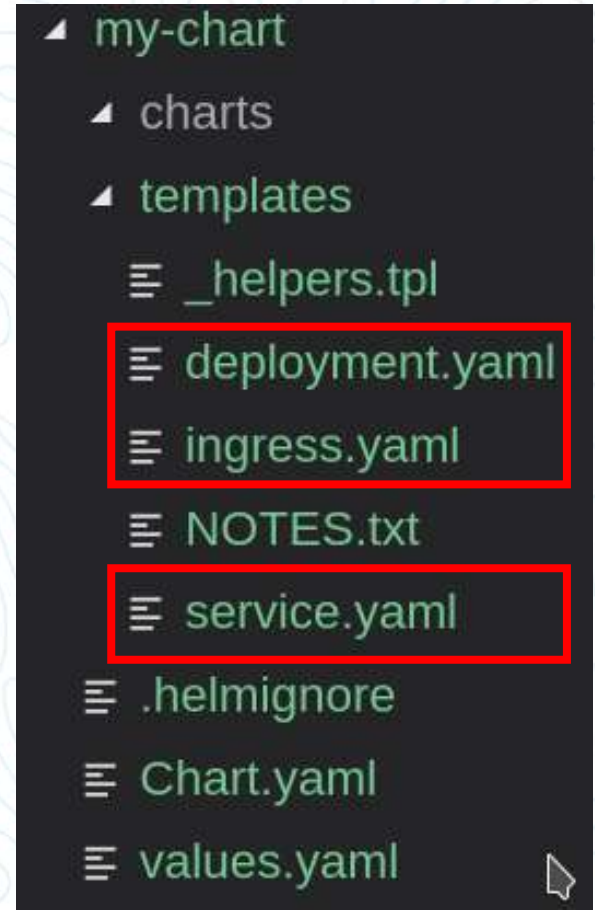 my-chart
charts
templates
_helpers.tpl
deployment.yaml
ingress.yaml
NOTES.txt
service.yaml
.helmignore
Chart.yaml
values.yaml